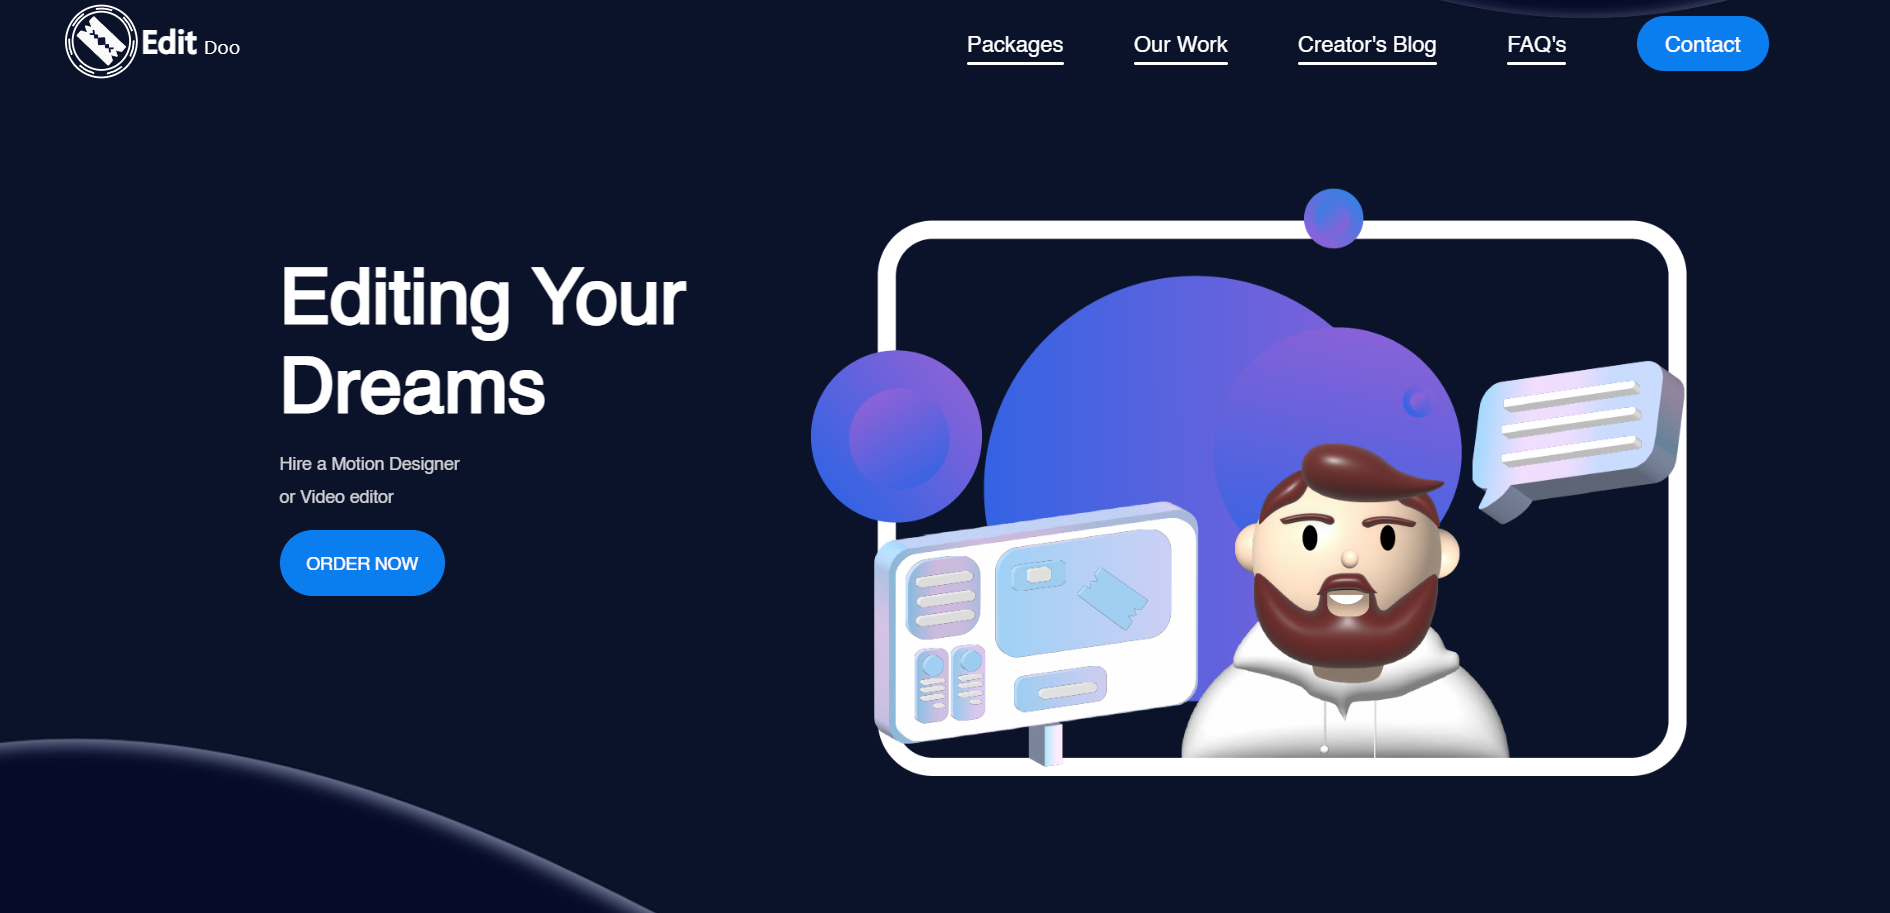 Edit Doo
Packages
Our Work
Creator's Blog
FAQ's
Contact
Editing Your
Dreams
Hire a Motion Designer
or Video editor
ORDER NOW